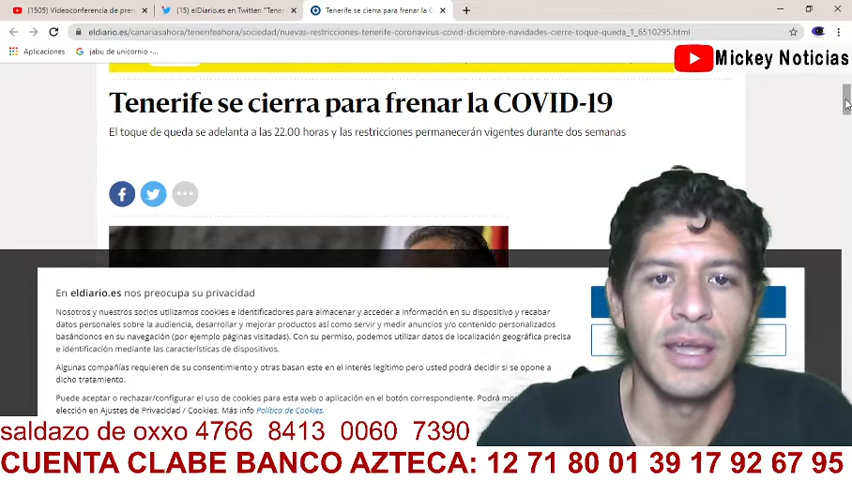 (1505) Videoconferencia de pren
(15) elDiario.es en Twitter: "Tenes
Tenerife se cierra para frenar la C
eldiario.es/canariasahora/tenerifeahora/sociedad/nuevas-restricciones-tenerife-coronavirus-covid-diciembre-navidades-cierre-toque-queda_1_6510295.html
Aplicaciones
jabu de unicornio -...
Mickey Noticias
Tenerife se cierra para frenar la COVID-19
El toque de queda se adelanta a las 22.00 horas y las restricciones permanecerán vigentes durante dos semanas
En eldiario.es nos preocupa su privacidad
Nosotros y nuestros socios utilizamos cookies e identificadores para almacenar y acceder a información en su dispositivo y recabar
datos personales sobre la audiencia, desarrollar y mejorar productos así como servir y medir anuncios y/o contenido personalizados
basándonos en su navegación (por ejemplo páginas visitadas). Con su permiso, podemos utilizar datos de localización geográfica precisa
e identificación mediante las características de dispositivos.
Algunas compañías requieren de su consentimiento y otras basan este en el interés legítimo pero usted podrá decidir si se opone a
dicho tratamiento.
Puede aceptar o rechazar/configurar el uso de cookies para esta web o aplicación en el botón correspondiente. Podrá
elección en Ajustes de Privacidad / Cookies. Más info Política de Cookies.
saldazo de oxxo 4766 8413 0060 7390
CUENTA CLABE BANCO AZTECA: 12 71 80 01 39 17 92 67 95